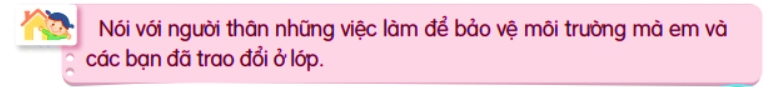 Nói với người thân những việc làm để bảo vệ môi trường mà em và
các bạn đã trao đổi ở lớp.